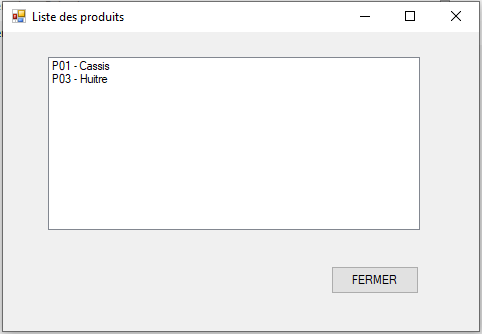 Liste des produits
P01 - Cassis
P03 - Huitre
FERMER